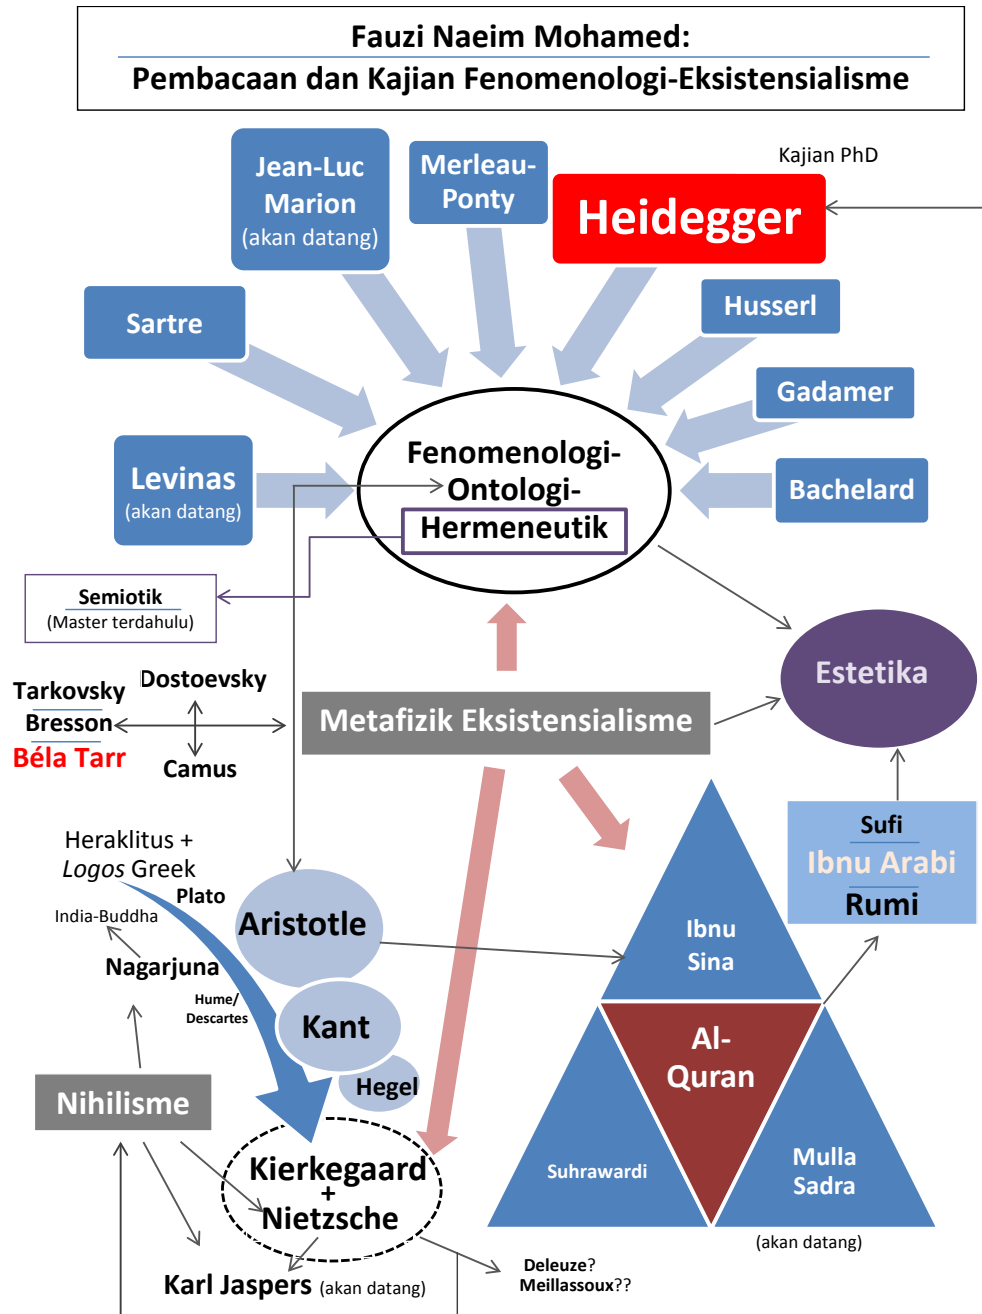 Fauzi Naeim Mohamed:
Pembacaan dan Kajian Fenomenologi-Eksistensialisme
Kajian PhD
Jean-Luc
Marion
(akan datang)
Merleau-
Ponty
Heidegger
Sartre
Husserl
Gadamer
Levinas
(akan datang)
Bachelard
Fenomenologi-
Ontologi-
Hermeneutik
Semiotik
(Master terdahulu)
Estetika
Tarkovsky
Bresson
Béla Tarr
Dostoevsky
Camus
Metafizik Eksistensialisme
Sufi
Ibnu Arabi
Rumi
Heraklitus +
Logos Greek
Plato
India-Buddha
Nagarjuna
Hume/
Descartes
Aristotle
Kant
Hegel
Ibnu
Sina
Al-
Quran
Suhrawardi
Mulla
Sadra
(akan datang)
Nihilisme
Kierkegaard
+
Nietzsche
Karl Jaspers (akan datang)
Deleuze?
Meillassoux??